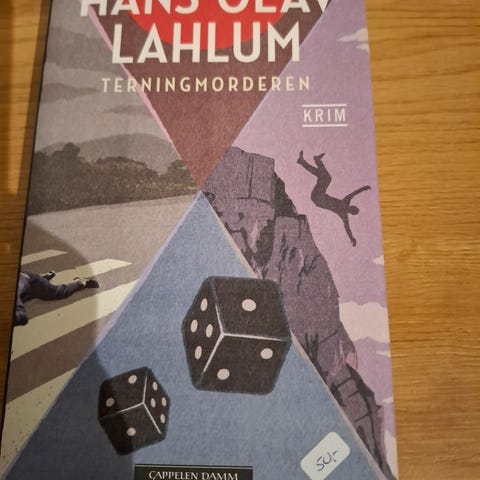 HANS OLAV
LAHLUM
TERNINGMORDEREN
KRIM
CAPPELEN DAMM
50,-